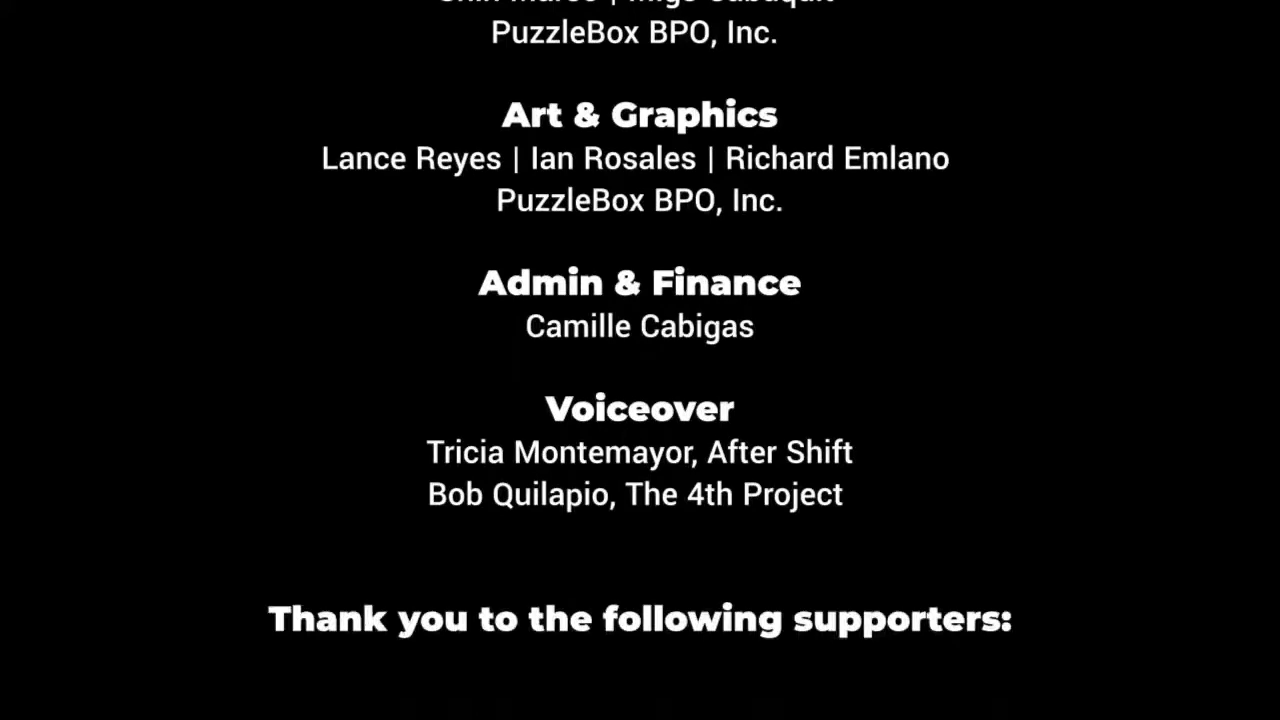 PuzzleBox BPO, Inc.
Art & Graphics
Lance Reyes | Ian Rosales | Richard Emlano
PuzzleBox BPO, Inc.
Admin & Finance
Camille Cabigas
Voiceover
Tricia Montemayor, After Shift
Bob Quilapio, The 4th Project
Thank you to the following supporters: